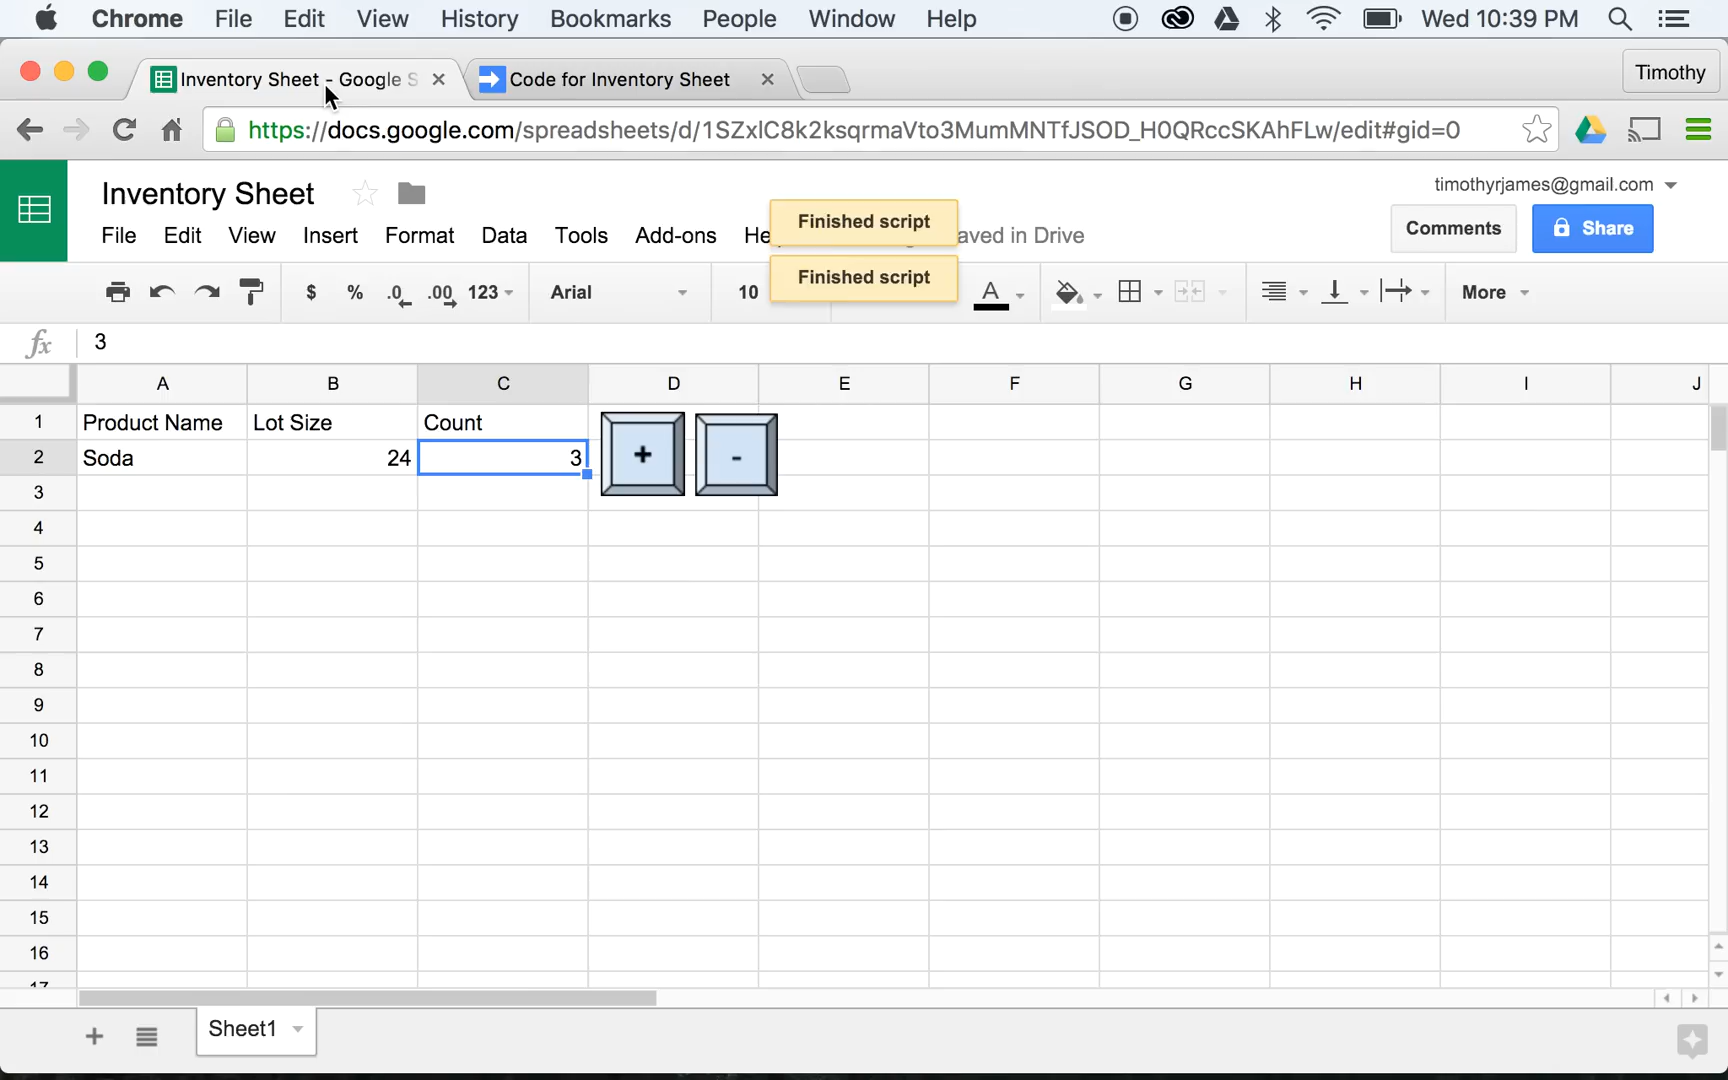 Chrome File Edit View History Bookmarks People Window Help Wed 10:39 PM
Inventory Sheet - Google S Code for Inventory Sheet Timothy
https://docs.google.com/spreadsheets/d/1SZxlC8k2ksqrmaVto3MumMNTfJSOD_H0QRccSKAhFLw/edit#gid=0
Inventory Sheet timothyrjames@gmail.com
File Edit View Insert Format Data Tools Add-ons aved in Drive Comments Share
Finished script
Finished script
$ % .0 .00 123 Arial 10 A More
fx 3
A B C D E F G H I J
1 Product Name Lot Size Count
2 Soda 24 3 + -
3
4
5
6
7
8
9
10
11
12
13
14
15
16
17
+ Sheet1